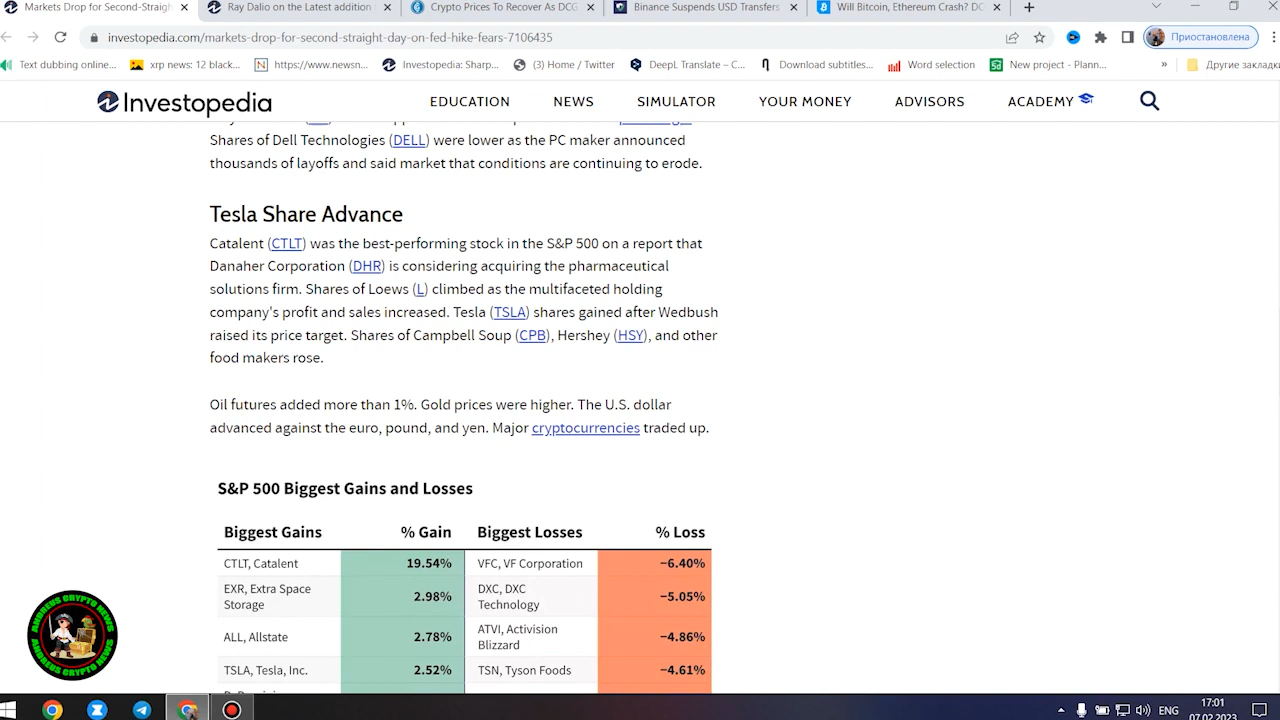 Markets Drop for Second-Straigh
Ray Dalio on the Latest addition
Crypto Prices To Recover As DCG
Binance Suspends USD Transfers
Will Bitcoin, Ethereum Crash? DC
investopedia.com/markets-drop-for-second-straight-day-on-fed-hike-fears-7106435
Приостановлена
Text dubbing online...
xrp news: 12 black...
https://www.newsn...
Investopedia: Sharp...
(3) Home / Twitter
DeepL Translate – C...
Download subtitles...
Word selection
New project - Plann...
»
Другие закладки
Investopedia
EDUCATION
NEWS
SIMULATOR
YOUR MONEY
ADVISORS
ACADEMY
Shares of Dell Technologies (DELL) were lower as the PC maker announced
thousands of layoffs and said market that conditions are continuing to erode.
Tesla Share Advance
Catalent (CTLT) was the best-performing stock in the S&P 500 on a report that
Danaher Corporation (DHR) is considering acquiring the pharmaceutical
solutions firm. Shares of Loews (L) climbed as the multifaceted holding
company's profit and sales increased. Tesla (TSLA) shares gained after Wedbush
raised its price target. Shares of Campbell Soup (CPB), Hershey (HSY), and other
food makers rose.
Oil futures added more than 1%. Gold prices were higher. The U.S. dollar
advanced against the euro, pound, and yen. Major cryptocurrencies traded up.
S&P 500 Biggest Gains and Losses
Biggest Gains % Gain Biggest Losses % Loss
CTLT, Catalent 19.54% VFC, VF Corporation −6.40%
EXR, Extra Space Storage 2.98% DXC, DXC Technology −5.05%
ALL, Allstate 2.78% ATVI, Activision Blizzard −4.86%
TSLA, Tesla, Inc. 2.52% TSN, Tyson Foods −4.61%
ANDREUS CRYPTO NEWS
ANDREUS CRYPTO NEWS
ENG
17:01
07.02.2023